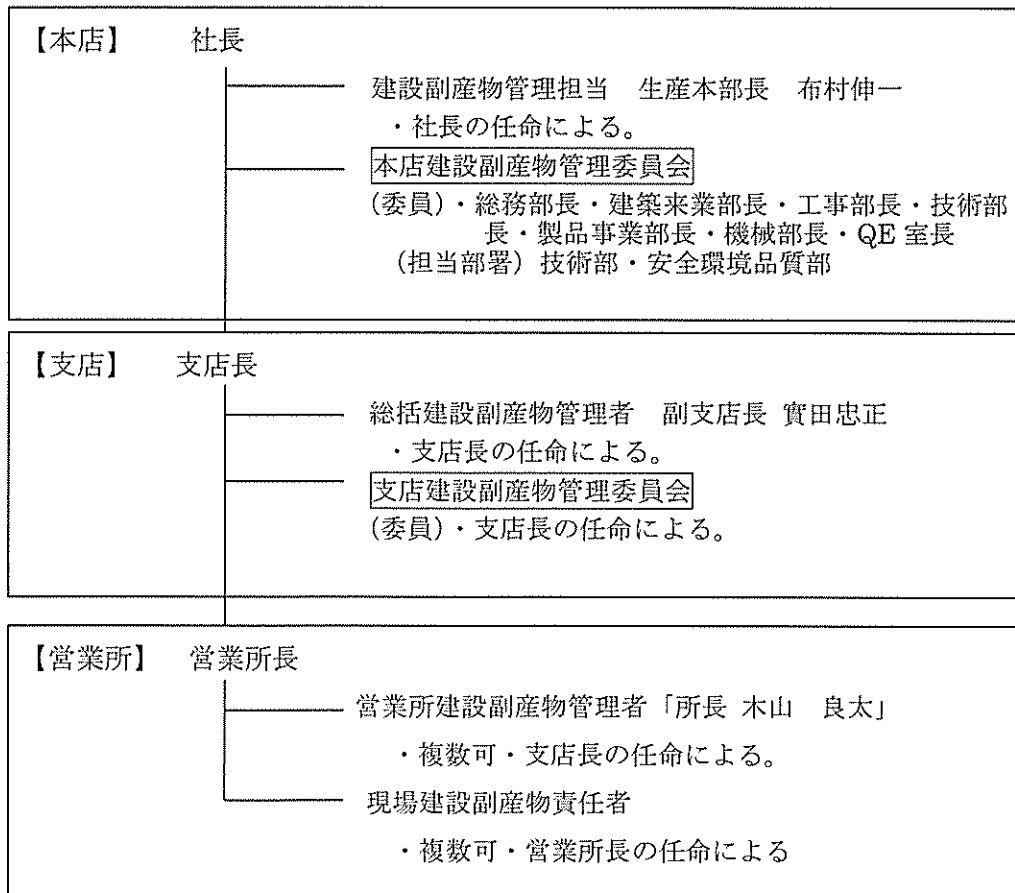 【本店】　社長
建設副産物管理担当　生産本部長　布村伸一
・社長の任命による。
本店建設副産物管理委員会
(委員)・総務部長・建築来業部長・工事部長・技術部
長・製品事業部長・機械部長・QE室長
(担当部署) 技術部・安全環境品質部
【支店】　支店長
総括建設副産物管理者　副支店長 實田忠正
・支店長の任命による。
支店建設副産物管理委員会
(委員)・支店長の任命による。
【営業所】　営業所長
営業所建設副産物管理者「所長 木山　良太」
・複数可・支店長の任命による。
現場建設副産物責任者
・複数可・営業所長の任命による